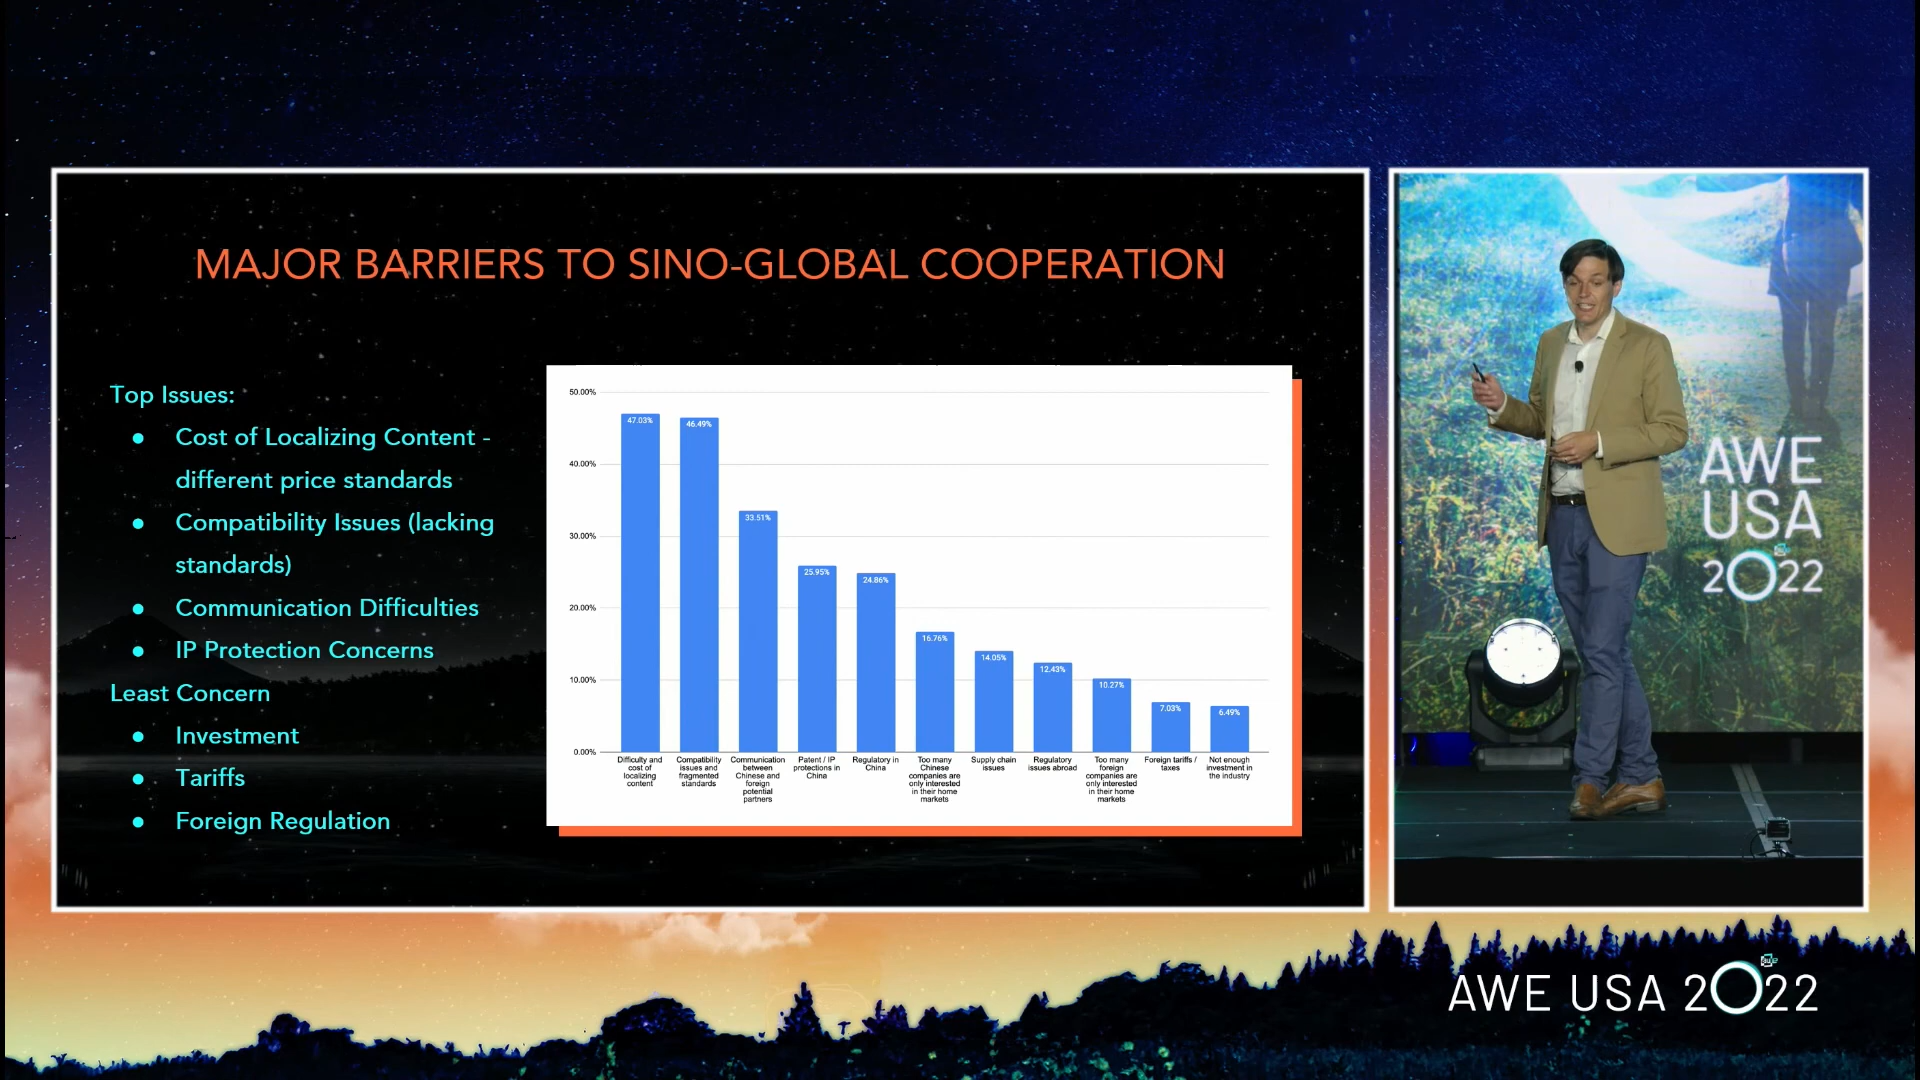 MAJOR BARRIERS TO SINO-GLOBAL COOPERATION
Top Issues:
● Cost of Localizing Content -
different price standards
● Compatibility Issues (lacking
standards)
● Communication Difficulties
● IP Protection Concerns
Least Concern
● Investment
● Tariffs
● Foreign Regulation
50.00%
40.00%
30.00%
20.00%
10.00%
0.00%
47.03%
46.49%
33.51%
25.95%
24.86%
16.76%
14.05%
12.43%
10.27%
7.03%
6.49%
Difficulty and
cost of
localizing
content
Compatibility
issues and
fragmented
standards
Communication
between
Chinese and
foreign
potential
partners
Patent / IP
protections in
China
Regulatory in
China
Too many
Chinese
companies are
only interested
in their home
markets
Supply chain
issues
Regulatory
issues abroad
Too many
foreign
companies are
only interested
in their home
markets
Foreign tariffs /
taxes
Not enough
investment in
the industry
AWE
USA
2022
AWE USA 2022